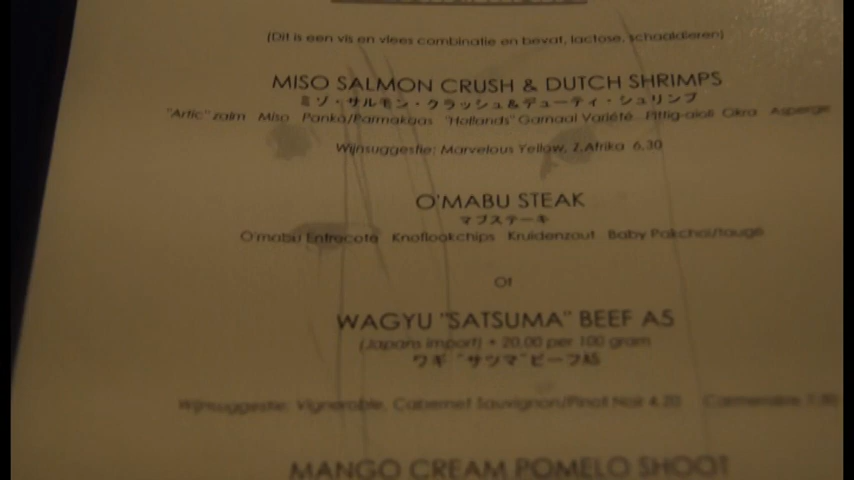 (Dit is een vis en vlees combinatie en bevat, lactose, schaaldieren)
MISO SALMON CRUSH & DUTCH SHRIMPS
ミゾ・サルモン・クラッシュ&デューティ・シュリンプ
"Artic" zalm Miso Panko/Parmakaas "Hollands" Garnaal Variété Pittig-aioli Okra Asperge
Wijnsuggestie: Marvelous Yellow, Z.Afrika 6,30
O'MABU STEAK
マブステーキ
O'mabu Entrecote Knoflookchips Kruidenzout Baby Pakchoi/taugé
Of
WAGYU "SATSUMA" BEEF A5
(Japans import) + 20,00 per 100 gram
ワギ "サツマ" ビーフA5
Wijnsuggestie: Vignoroble, Cabernet Sauvignon/Pinot Noir 6,20
MANGO CREAM POMELO SHOOT